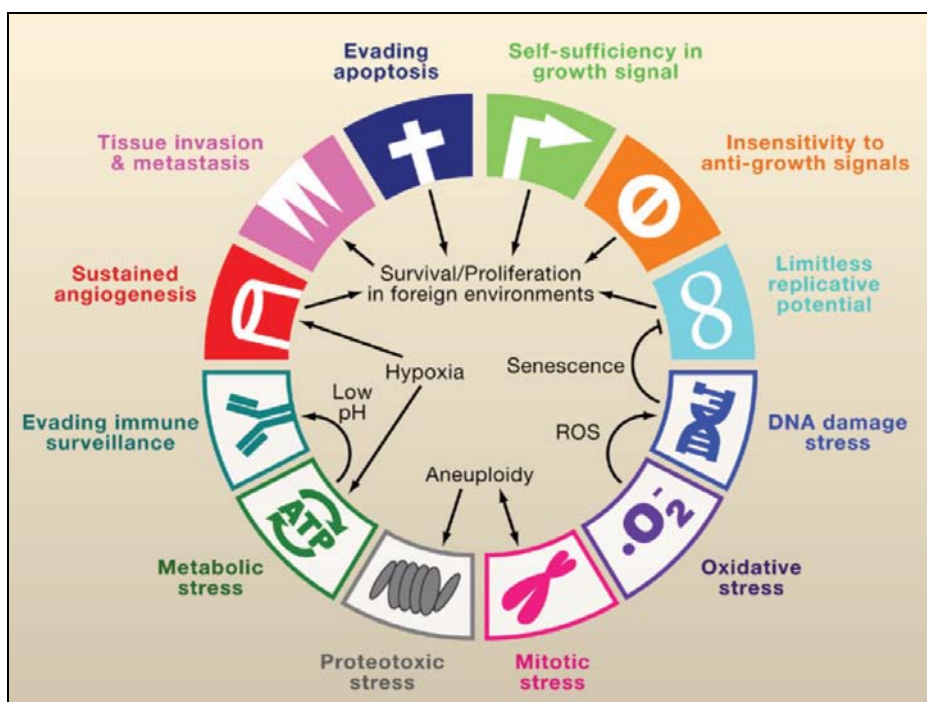 Evading
apoptosis
Self-sufficiency in
growth signal
Tissue invasion
& metastasis
Insensitivity to
anti-growth signals
Sustained
angiogenesis
Survival/Proliferation
in foreign environments
Limitless
replicative
potential
Hypoxia
Senescence
Low
pH
Evading immune
surveillance
ROS
DNA damage
stress
Aneuploidy
ATP
•O2-
Metabolic
stress
Oxidative
stress
Proteotoxic
stress
Mitotic
stress